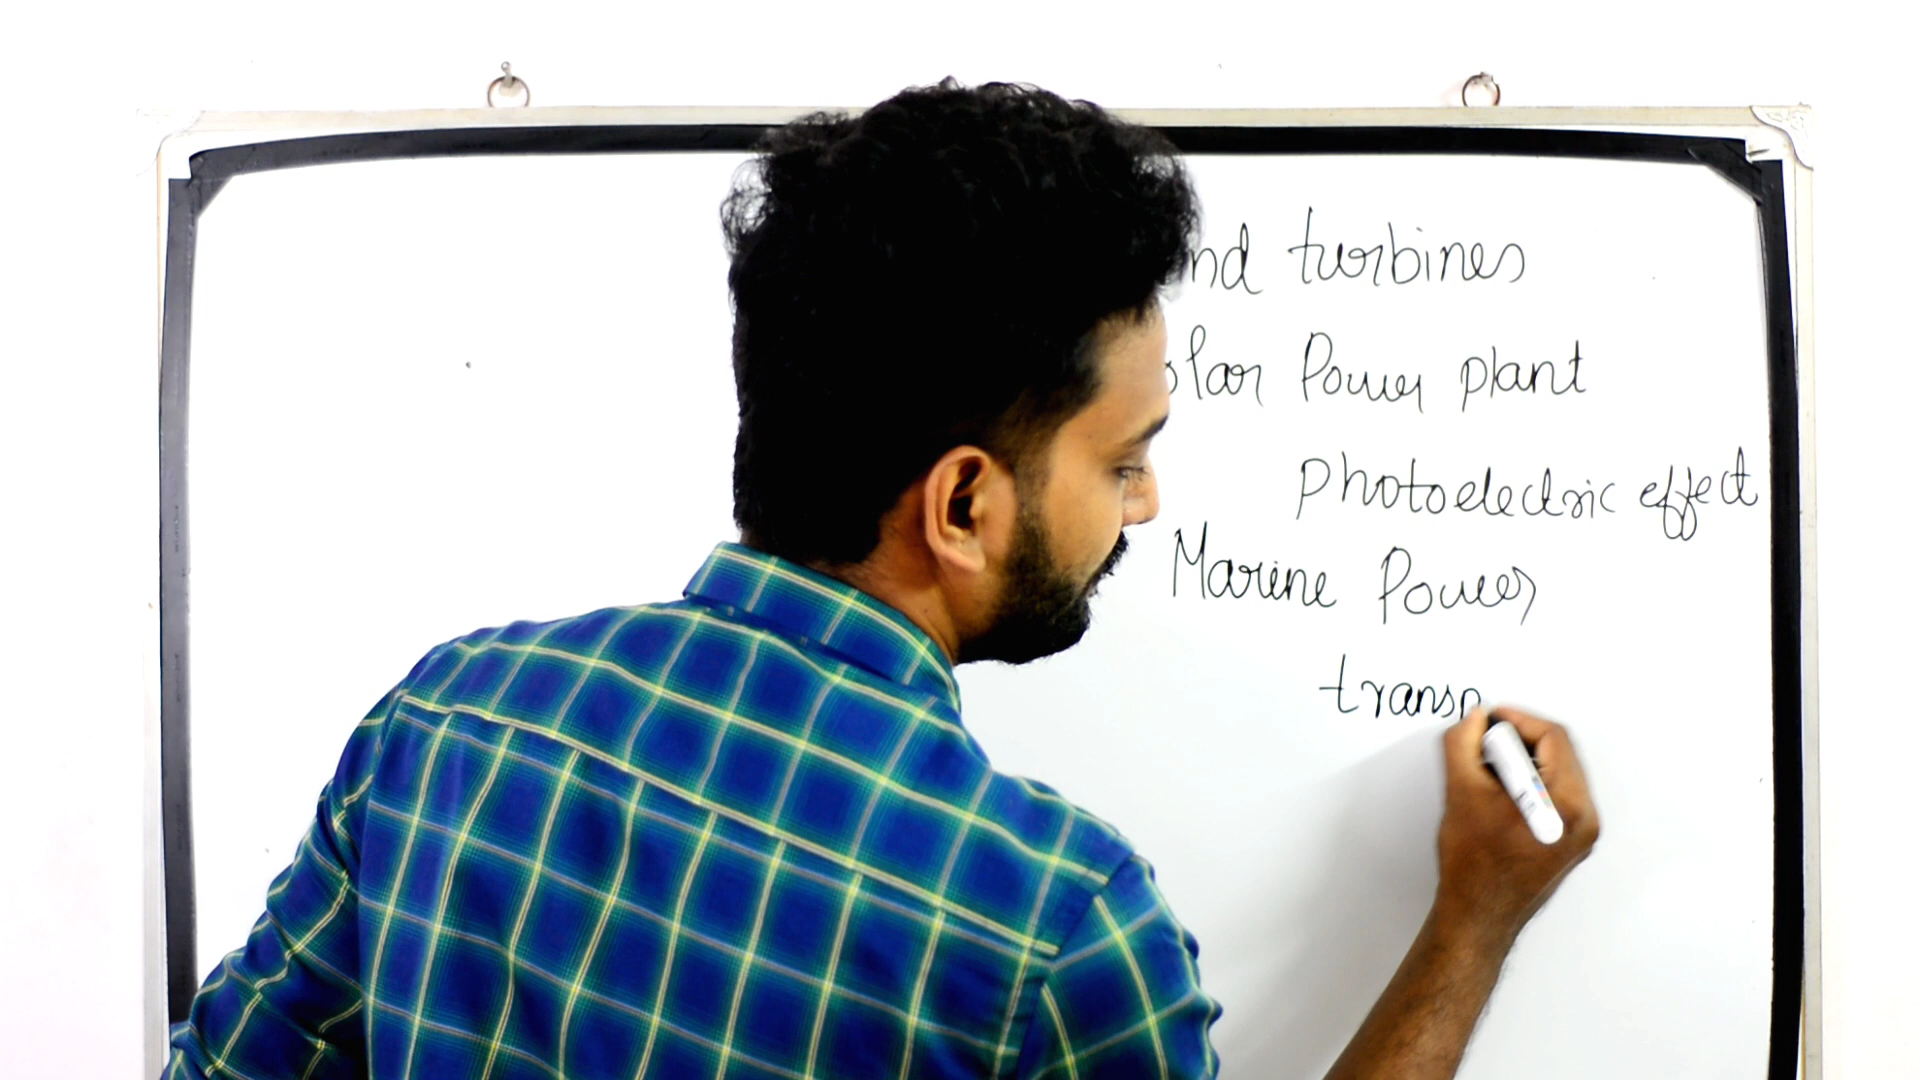 nd turbines
olar Power plant
photoelectric effect
Marine Power
transp